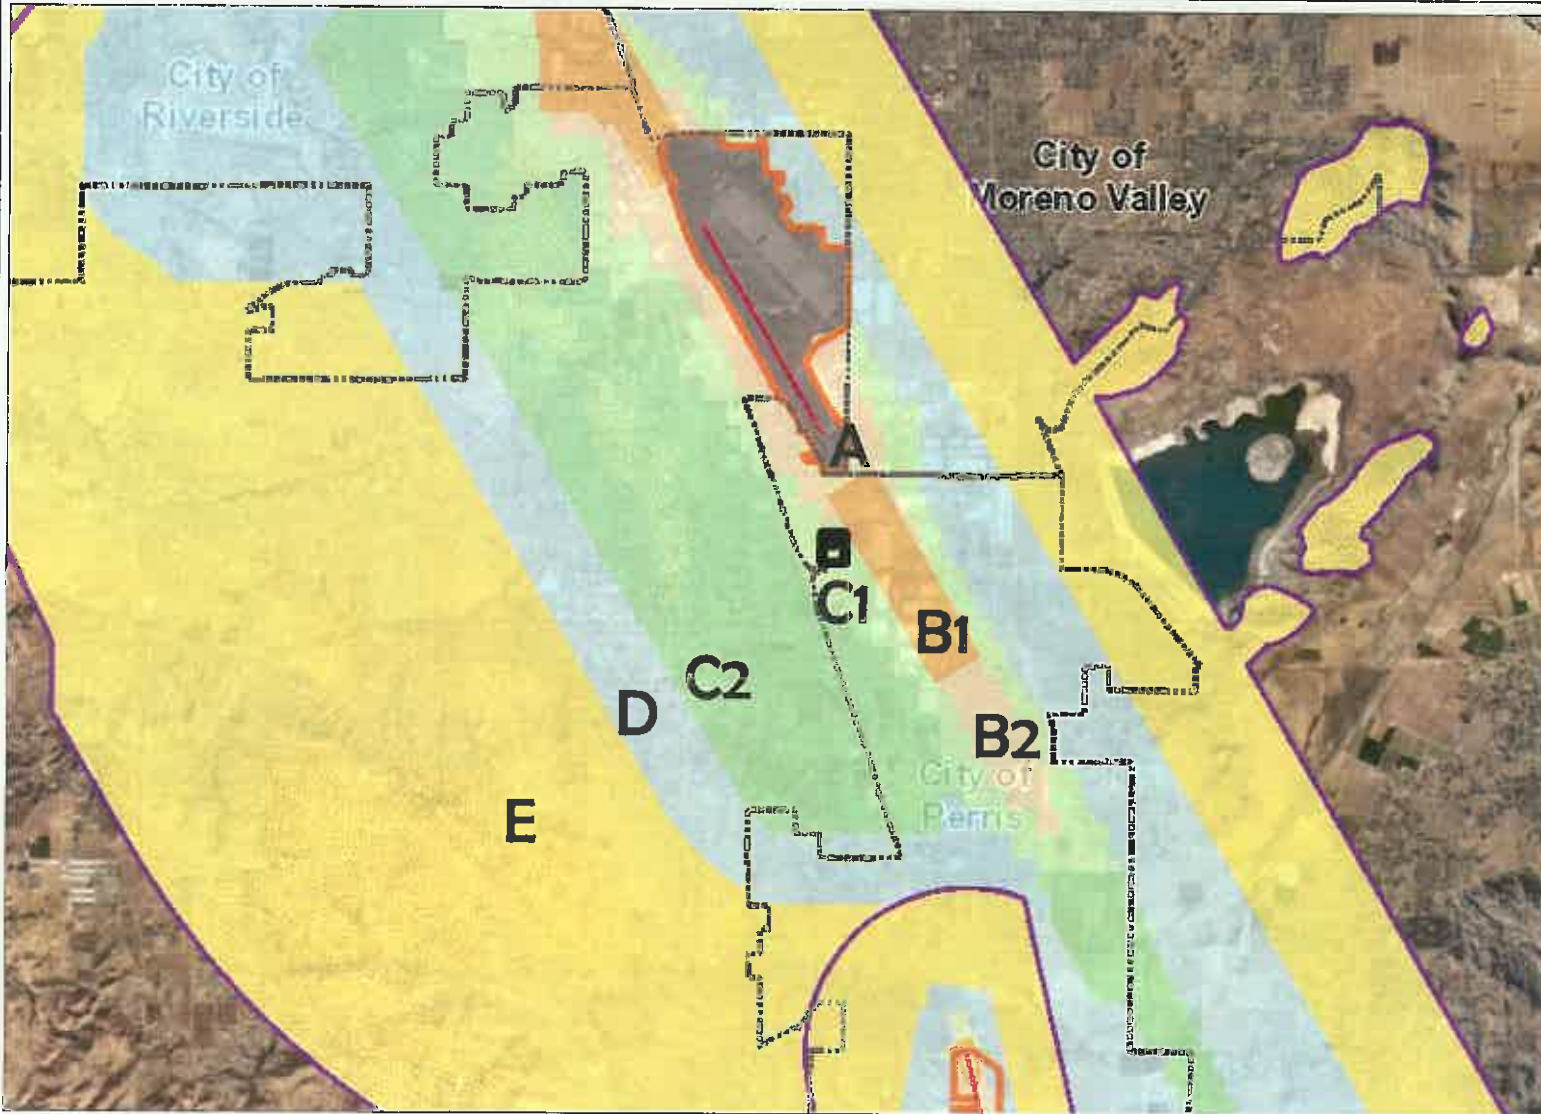 City of
Riverside
City of
Moreno Valley
A
C1
B1
C2
D
B2
City of
Perris
E